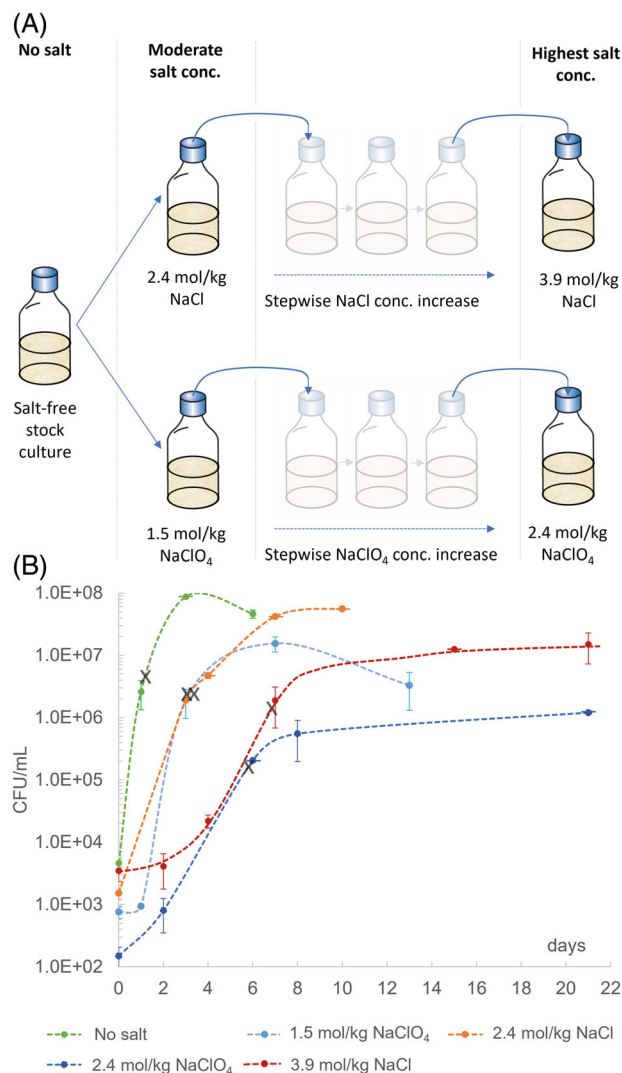 (A)
No salt
Moderate
salt conc.
Highest salt
conc.
2.4 mol/kg
NaCl
Stepwise NaCl conc. increase
3.9 mol/kg
NaCl
Salt-free
stock
culture
1.5 mol/kg
NaClO₄
Stepwise NaClO₄ conc. increase
2.4 mol/kg
NaClO₄
(B)
CFU/mL
1.0E+08
1.0E+07
1.0E+06
1.0E+05
1.0E+04
1.0E+03
1.0E+02
X
X X
X
X
days
0 2 4 6 8 10 12 14 16 18 20 22
No salt
1.5 mol/kg NaClO₄
2.4 mol/kg NaCl
2.4 mol/kg NaClO₄
3.9 mol/kg NaCl